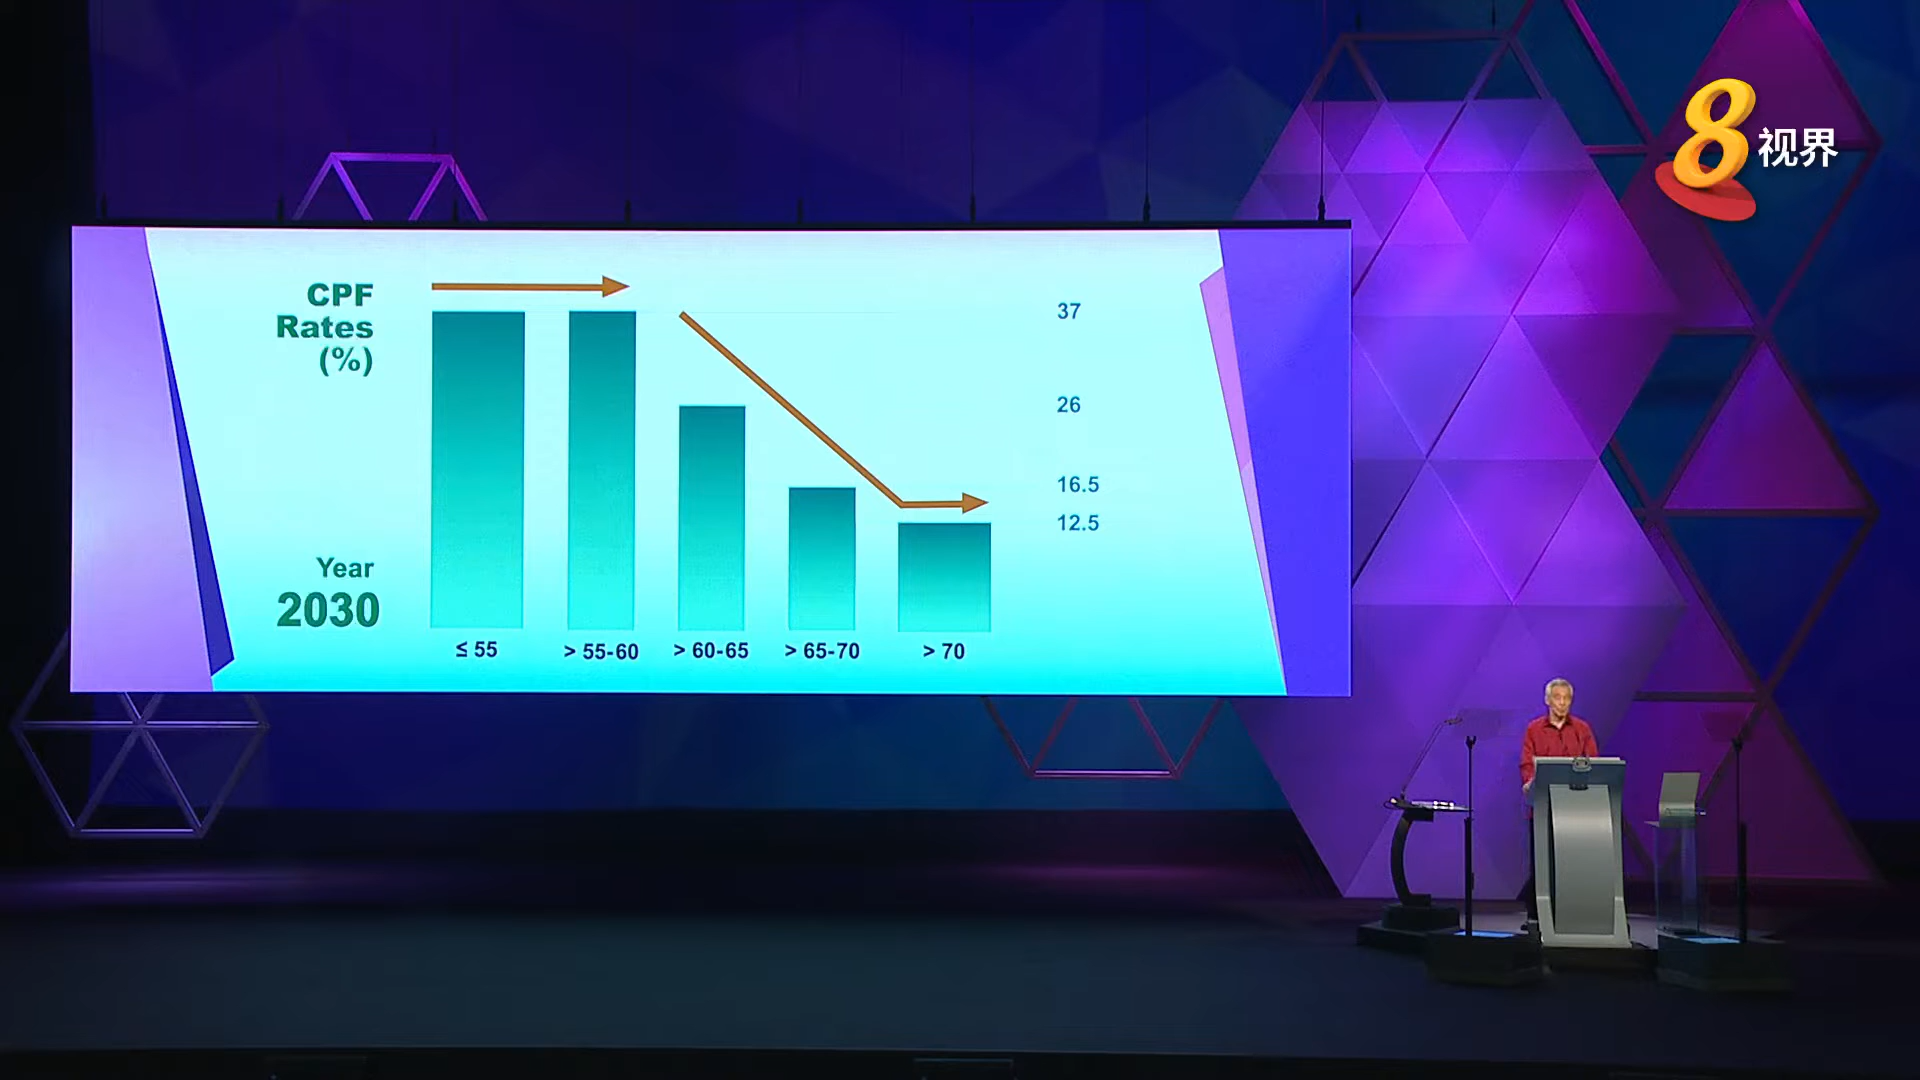 8视界
CPF
Rates
(%)
37
26
16.5
12.5
Year
2030
≤ 55
> 55-60
> 60-65
> 65-70
> 70